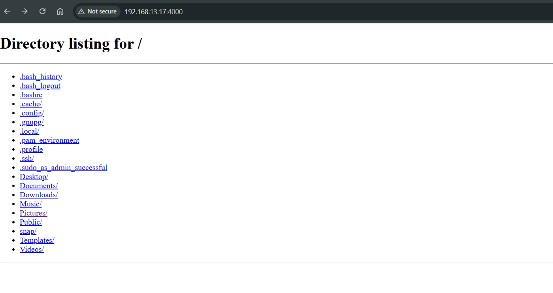 Not secure 192.168.13.17:4000
Directory listing for /
.bash_history
.bash_logout
.bashrc
.cache/
.config/
.gnupg/
.local/
.pam_environment
.profile
.ssh/
.sudo_as_admin_successful
Desktop/
Documents/
Downloads/
Music/
Pictures/
Public/
snap/
Templates/
Videos/